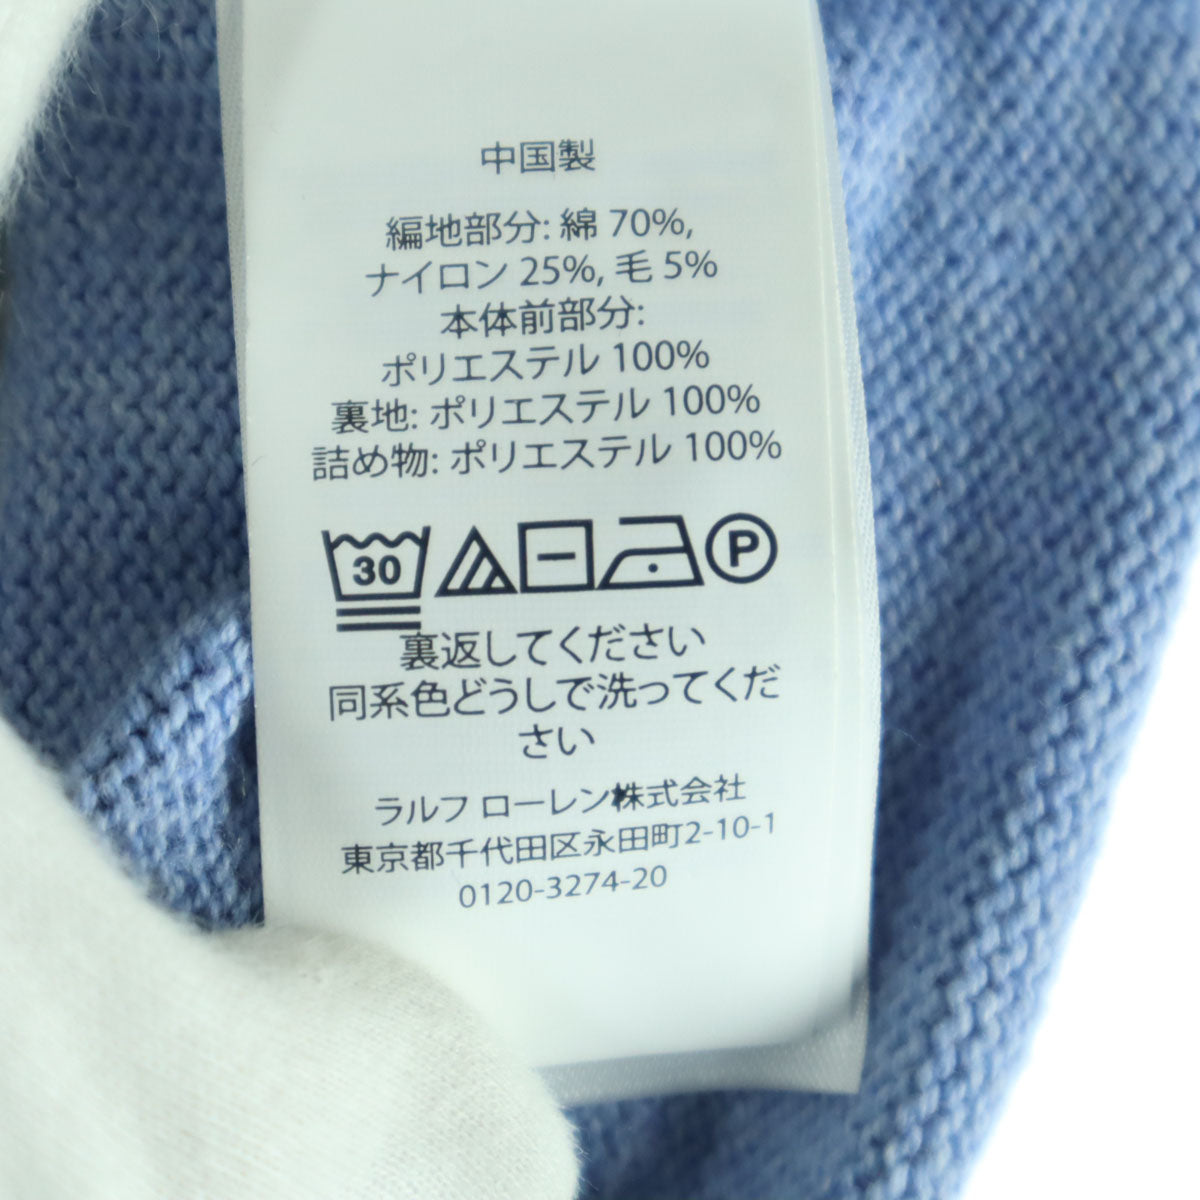 中国製
編地部分: 綿 70%,
ナイロン 25%, 毛 5%
本体前部分:
ポリエステル 100%
裏地: ポリエステル 100%
詰め物: ポリエステル 100%
30 P
裏返してください
同系色どうしで洗ってくだ
さい
ラルフ ローレン株式会社
東京都千代田区永田町2-10-1
0120-3274-20